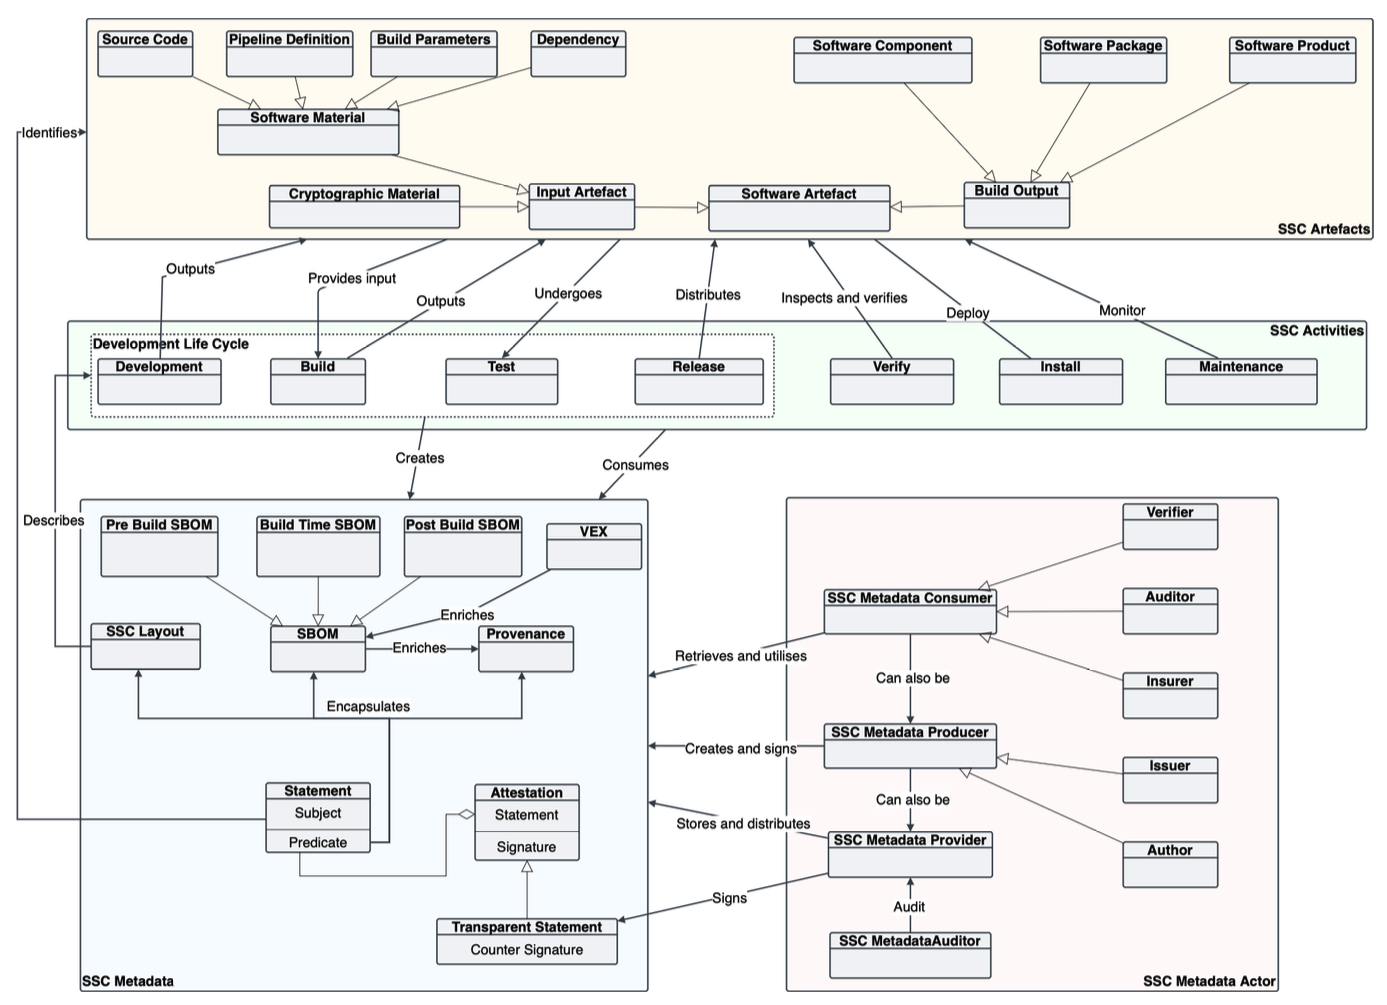 Source Code
Pipeline Definition
Build Parameters
Dependency
Software Component
Software Package
Software Product
Software Material
Identifies
Cryptographic Material
Input Artefact
Software Artefact
Build Output
SSC Artefacts
Outputs
Provides input
Outputs
Undergoes
Distributes
Inspects and verifies
Deploy
Monitor
SSC Activities
Development Life Cycle
Development
Build
Test
Release
Verify
Install
Maintenance
Creates
Consumes
Describes
Pre Build SBOM
Build Time SBOM
Post Build SBOM
VEX
Enriches
SSC Layout
SBOM
Enriches
Provenance
Encapsulates
Statement
Subject
Predicate
Attestation
Statement
Signature
Transparent Statement
Counter Signature
SSC Metadata
Retrieves and utilises
Creates and signs
Stores and distributes
Signs
Verifier
SSC Metadata Consumer
Auditor
Can also be
Insurer
SSC Metadata Producer
Issuer
Can also be
SSC Metadata Provider
Author
Audit
SSC MetadataAuditor
SSC Metadata Actor